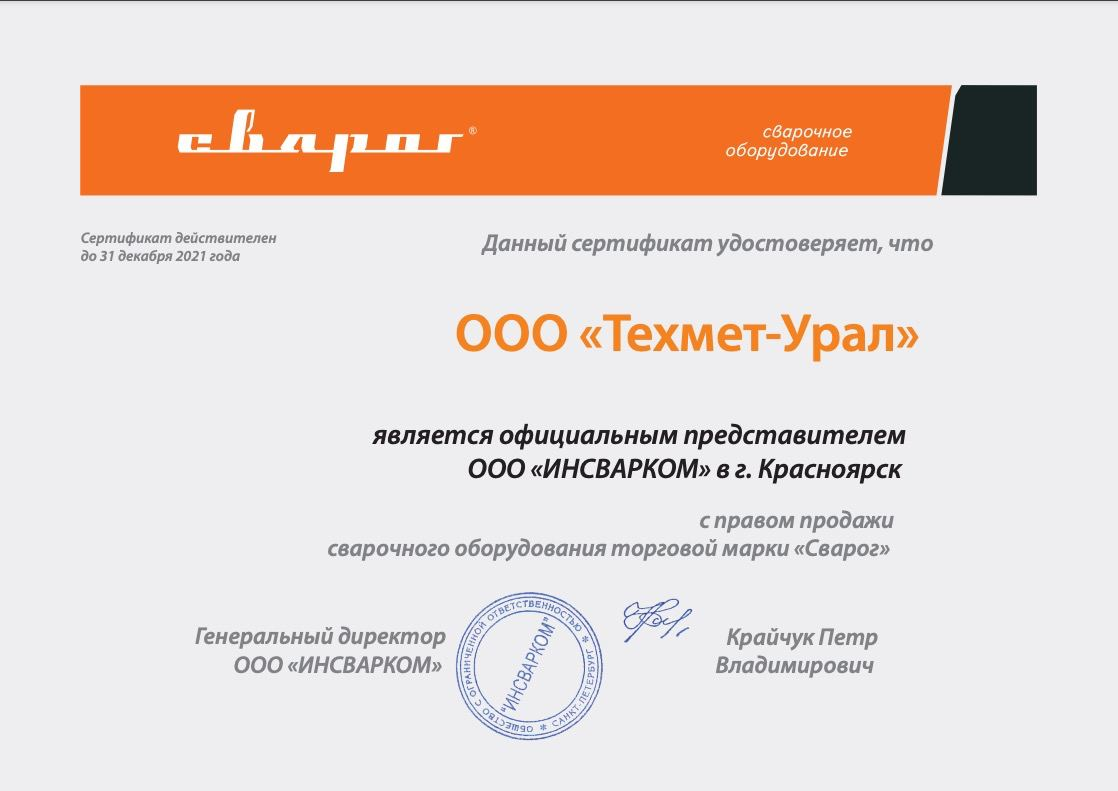 сварог®
сварочное
оборудование
Сертификат действителен
до 31 декабря 2021 года
Данный сертификат удостоверяет, что
ООО «Техмет-Урал»
является официальным представителем
ООО «ИНСВАРКОМ» в г. Красноярск
с правом продажи
сварочного оборудования торговой марки «Сварог»
Генеральный директор
ООО «ИНСВАРКОМ»
ОБЩЕСТВО С ОГРАНИЧЕННОЙ ОТВЕТСТВЕННОСТЬЮ * САНКТ-ПЕТЕРБУРГ *
"ИНСВАРКОМ"
Крайчук Петр
Владимирович